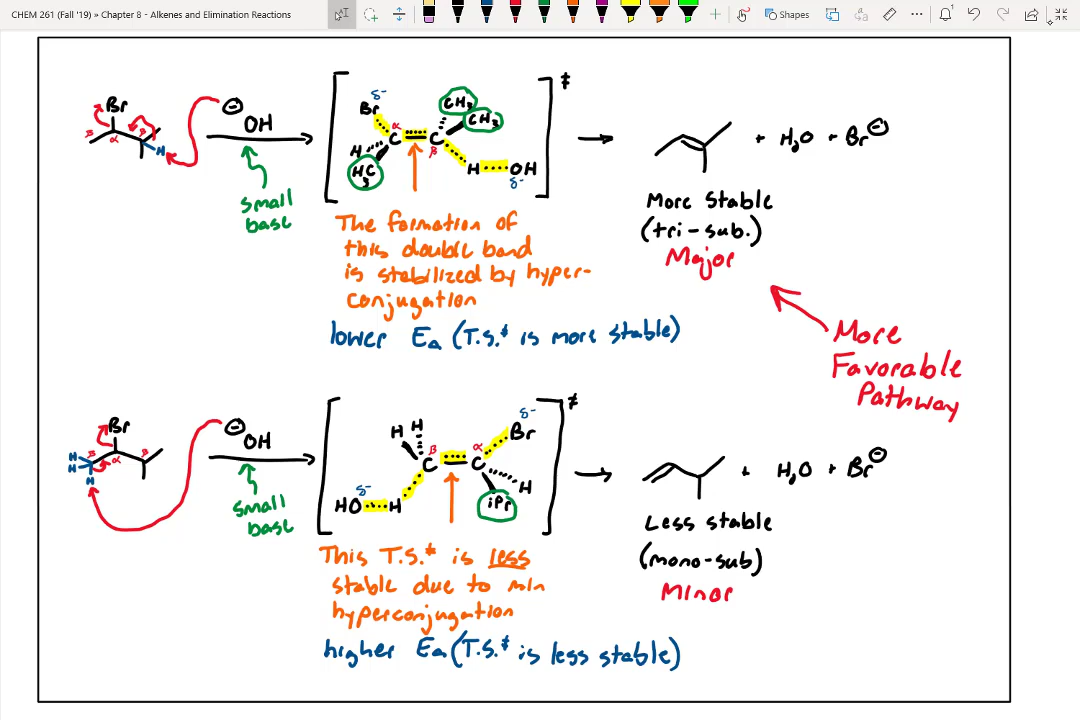 CHEM 261 (Fall '19) » Chapter 8 - Alkenes and Elimination Reactions
Shapes
Br
β
α
H
⊖
OH
small
base
δ-
Br
α
CH3
CH3
C
C
β
H
H3C
H
OH
δ-
‡
+ H2O + Br⊖
The formation of
this double bond
is stabilized by hyper-
conjugation
lower Ea (T.S.‡ is more stable)
More stable
(tri-sub.)
Major
More
Favorable
Pathway
Br
β
α
β
H
H
H
⊖
OH
small
base
H
H
β
C
α
C
δ-
Br
H
iPr
δ-
HO
H
‡
+ H2O + Br⊖
This T.S.‡ is less
stable due to min
hyperconjugation
higher Ea (T.S.‡ is less stable)
Less stable
(mono-sub)
Minor